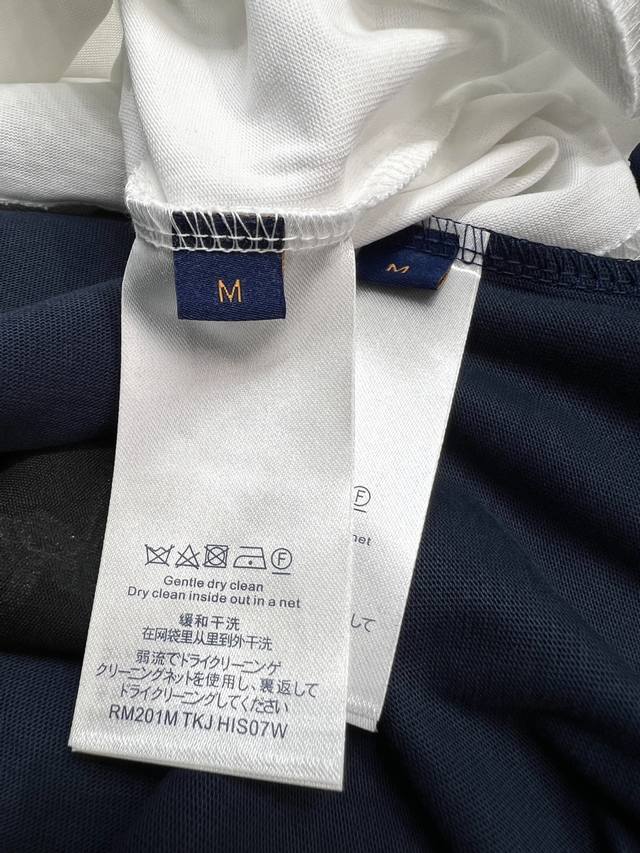 M
M
F
F
net
Gentle dry clean
Dry clean inside out in a net
して
缓和干洗
在网袋里从里到外干洗
弱流でドライクリーニング
クリーニングネットを使用し、裏返して
ドライクリーニングしてください
RM201M TKJ HIS07W